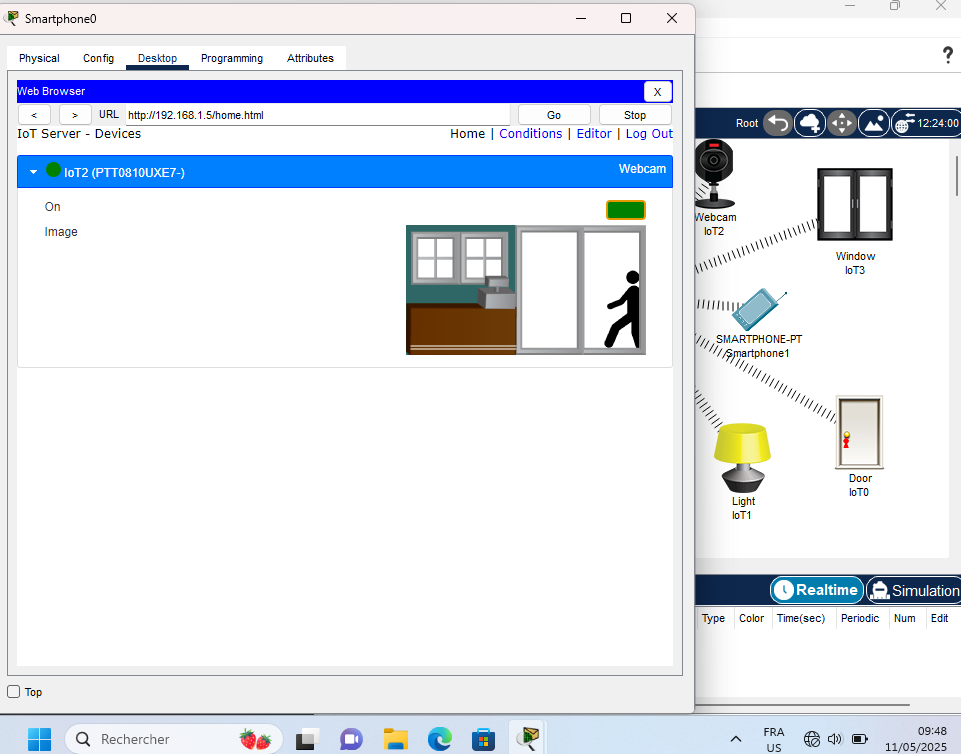 Smartphone0
Physical Config Desktop Programming Attributes
Web Browser X
< > URL http://192.168.1.5/home.html Go Stop
IoT Server - Devices Home | Conditions | Editor | Log Out
IoT2 (PTT0810UXE7-) Webcam
On
Image
Top
?
Root 12:24:00
Webcam
IoT2
Window
IoT3
SMARTPHONE-PT
Smartphone1
Door
IoT0
Light
IoT1
Realtime Simulation
Type Color Time(sec) Periodic Num Edit
Rechercher
FRA
US
09:48
11/05/2025